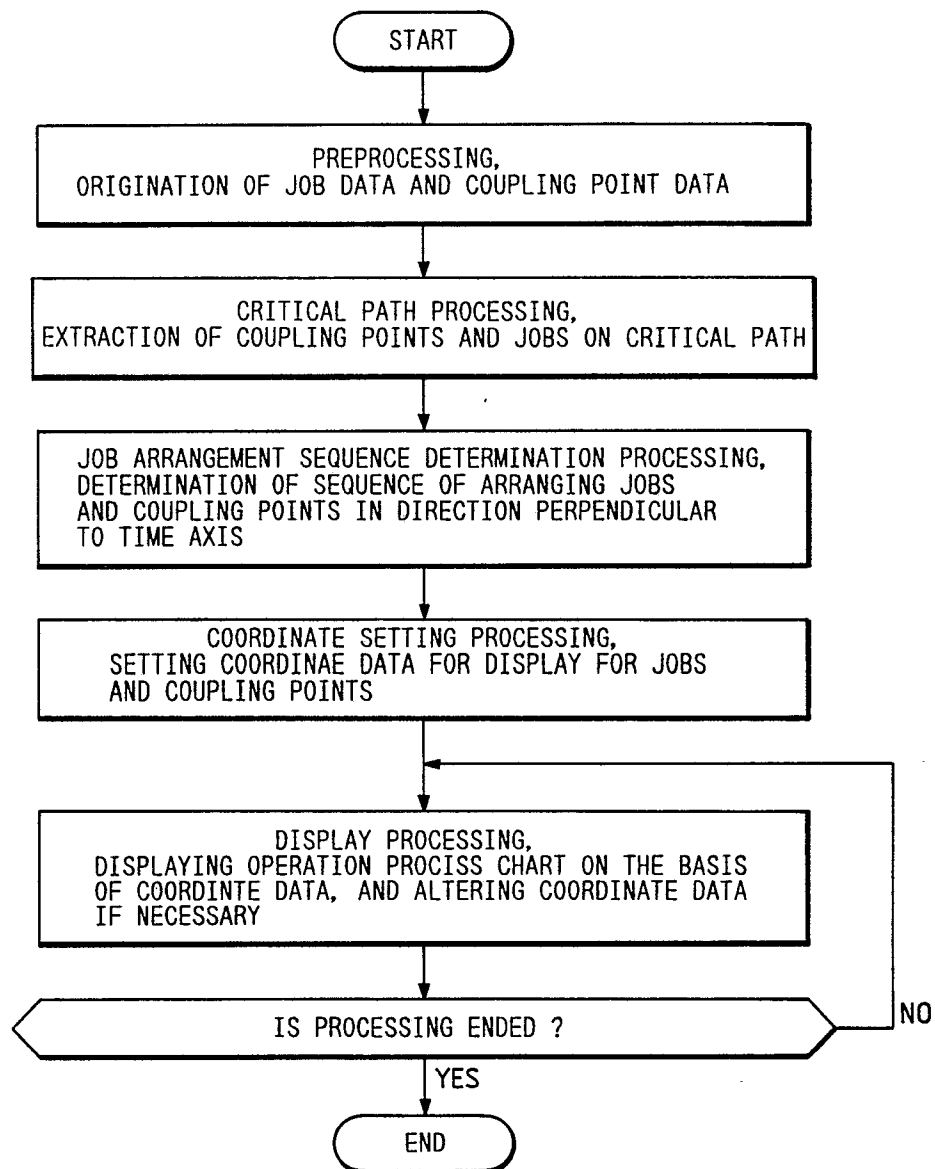 START
PREPROCESSING,
ORIGINATION OF JOB DATA AND COUPLING POINT DATA
CRITICAL PATH PROCESSING,
EXTRACTION OF COUPLING POINTS AND JOBS ON CRITICAL PATH
JOB ARRANGEMENT SEQUENCE DETERMINATION PROCESSING,
DETERMINATION OF SEQUENCE OF ARRANGING JOBS
AND COUPLING POINTS IN DIRECTION PERPENDICULAR
TO TIME AXIS
COORDINATE SETTING PROCESSING,
SETTING COORDINAE DATA FOR DISPLAY FOR JOBS
AND COUPLING POINTS
DISPLAY PROCESSING,
DISPLAYING OPERATION PROCISS CHART ON THE BASIS
OF COORDINTE DATA, AND ALTERING COORDINATE DATA
IF NECESSARY
IS PROCESSING ENDED ?
NO
YES
END